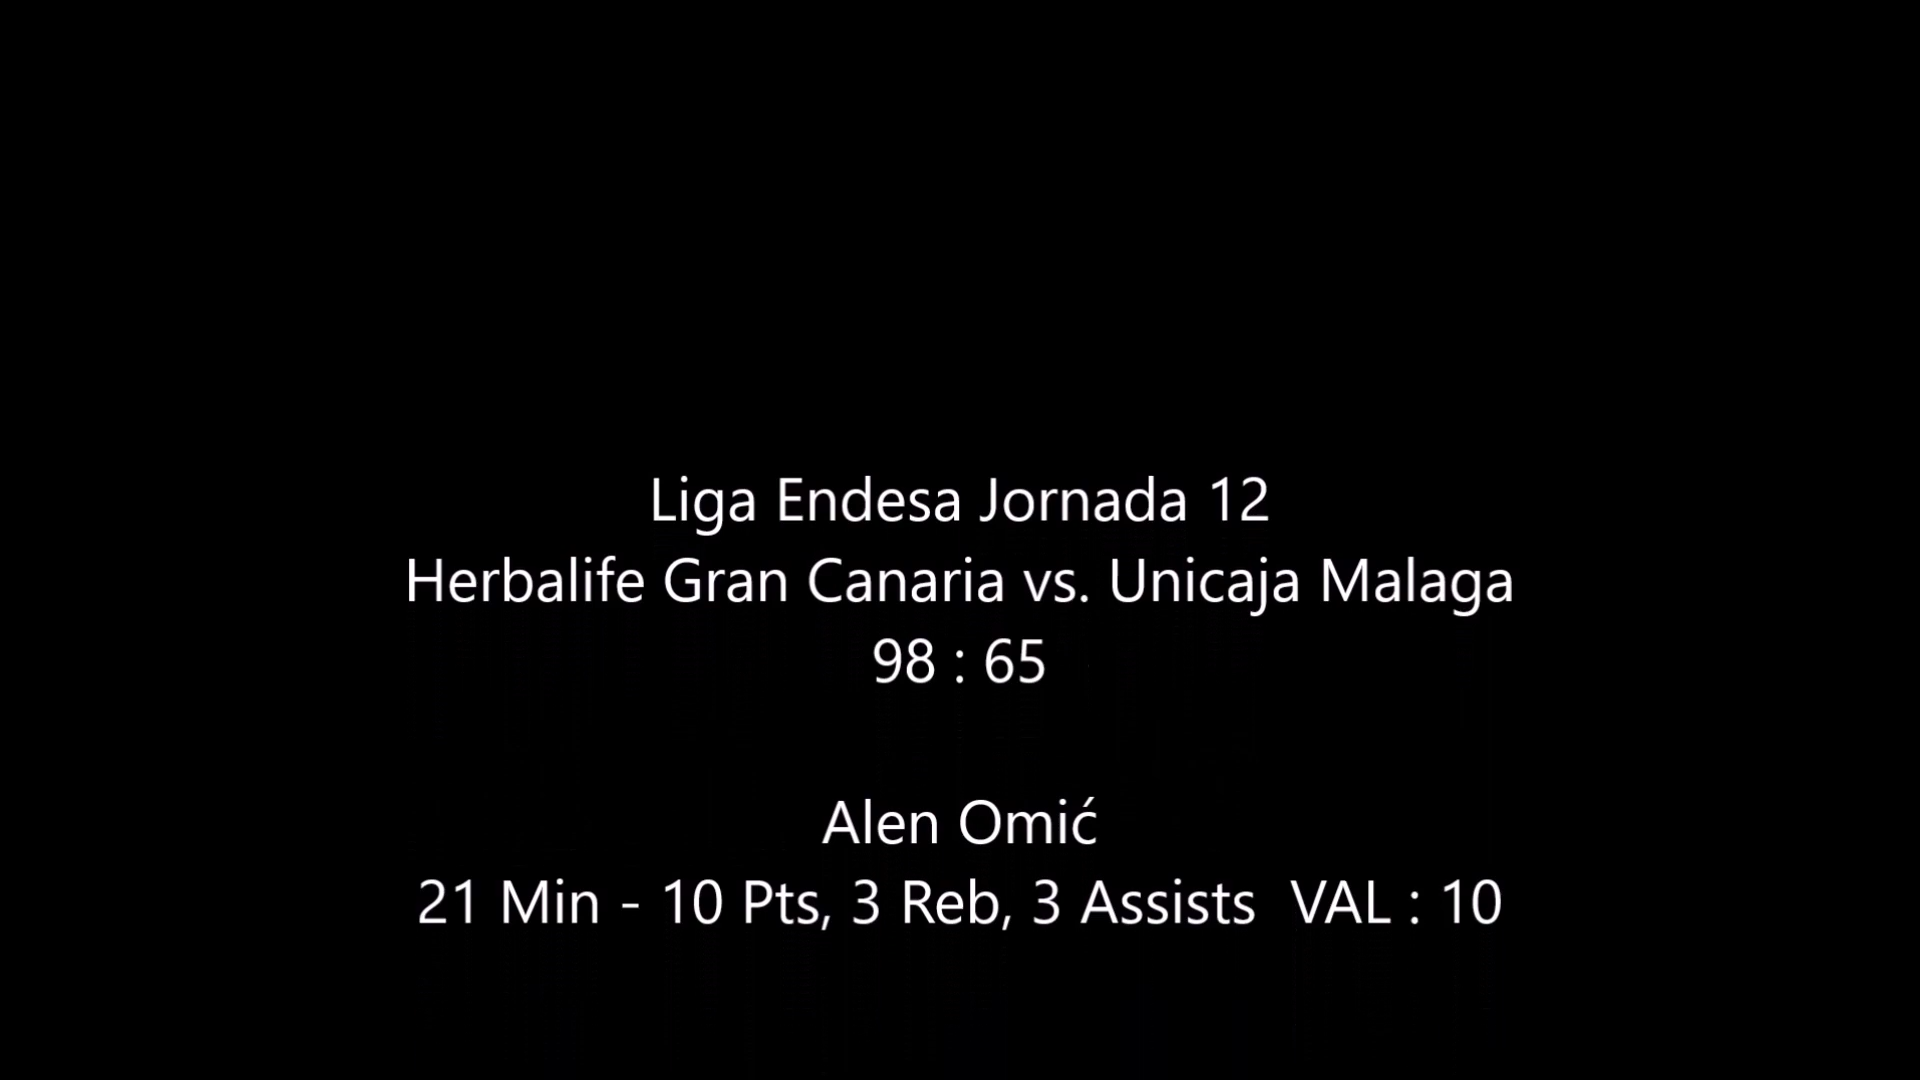 Liga Endesa Jornada 12
Herbalife Gran Canaria vs. Unicaja Malaga
98 : 65
Alen Omić
21 Min - 10 Pts, 3 Reb, 3 Assists  VAL : 10